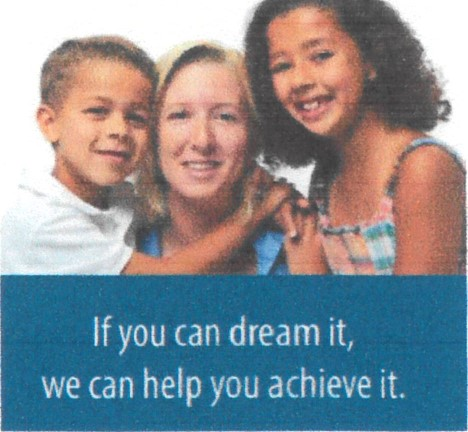 If you can dream it,
we can help you achieve it.